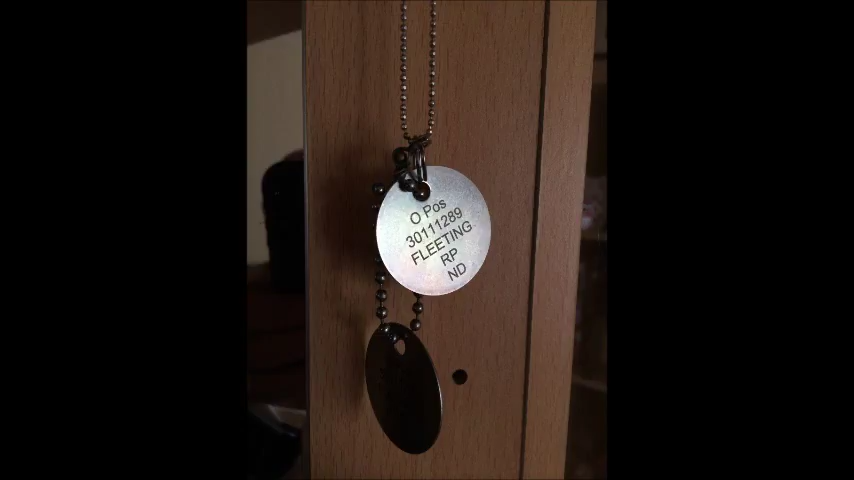 O Pos
30111289
FLEETING
RP
ND